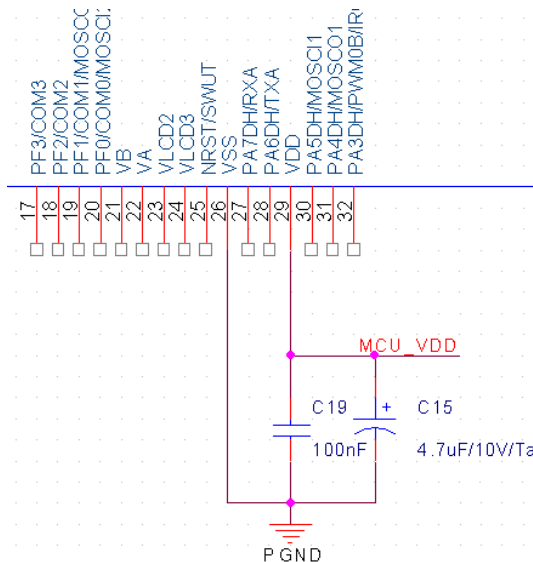 PF3/COM3
PF2/COM2
PF1/COM1/MOSCO
PF0/COM0/MOSCI
VB
VA
VLCD2
VLCD3
NRST/SWUT
VSS
PA7DH/RXA
PA6DH/TXA
VDD
PA5DH/MOSCI1
PA4DH/MOSCO1
PA3DH/PWM0B/IR
17
18
19
20
21
22
23
24
25
26
27
28
29
30
31
32
MCU_VDD
C19
+
C15
100nF
4.7uF/10V/Ta
PGND